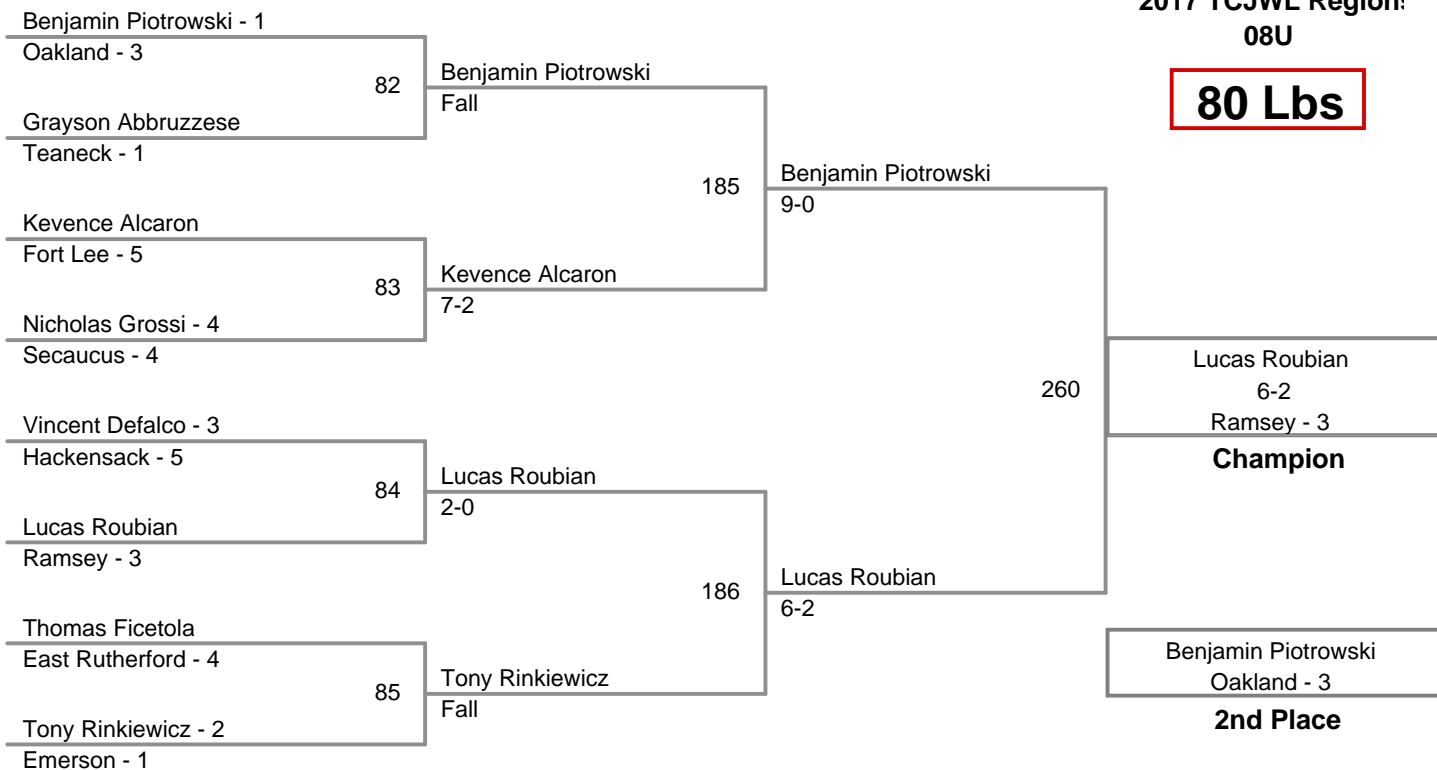 2017 TCJWL Regions
08U
80 Lbs
Benjamin Piotrowski - 1
Oakland - 3
82
Grayson Abbruzzese
Teaneck - 1
Benjamin Piotrowski
Fall
Kevence Alcaron
Fort Lee - 5
83
Nicholas Grossi - 4
Secaucus - 4
Kevence Alcaron
7-2
185
Benjamin Piotrowski
9-0
Vincent Defalco - 3
Hackensack - 5
84
Lucas Roubian
Ramsey - 3
Lucas Roubian
2-0
Thomas Ficetola
East Rutherford - 4
85
Tony Rinkiewicz - 2
Emerson - 1
Tony Rinkiewicz
Fall
186
Lucas Roubian
6-2
260
Lucas Roubian
6-2
Ramsey - 3
Champion
Benjamin Piotrowski
Oakland - 3
2nd Place